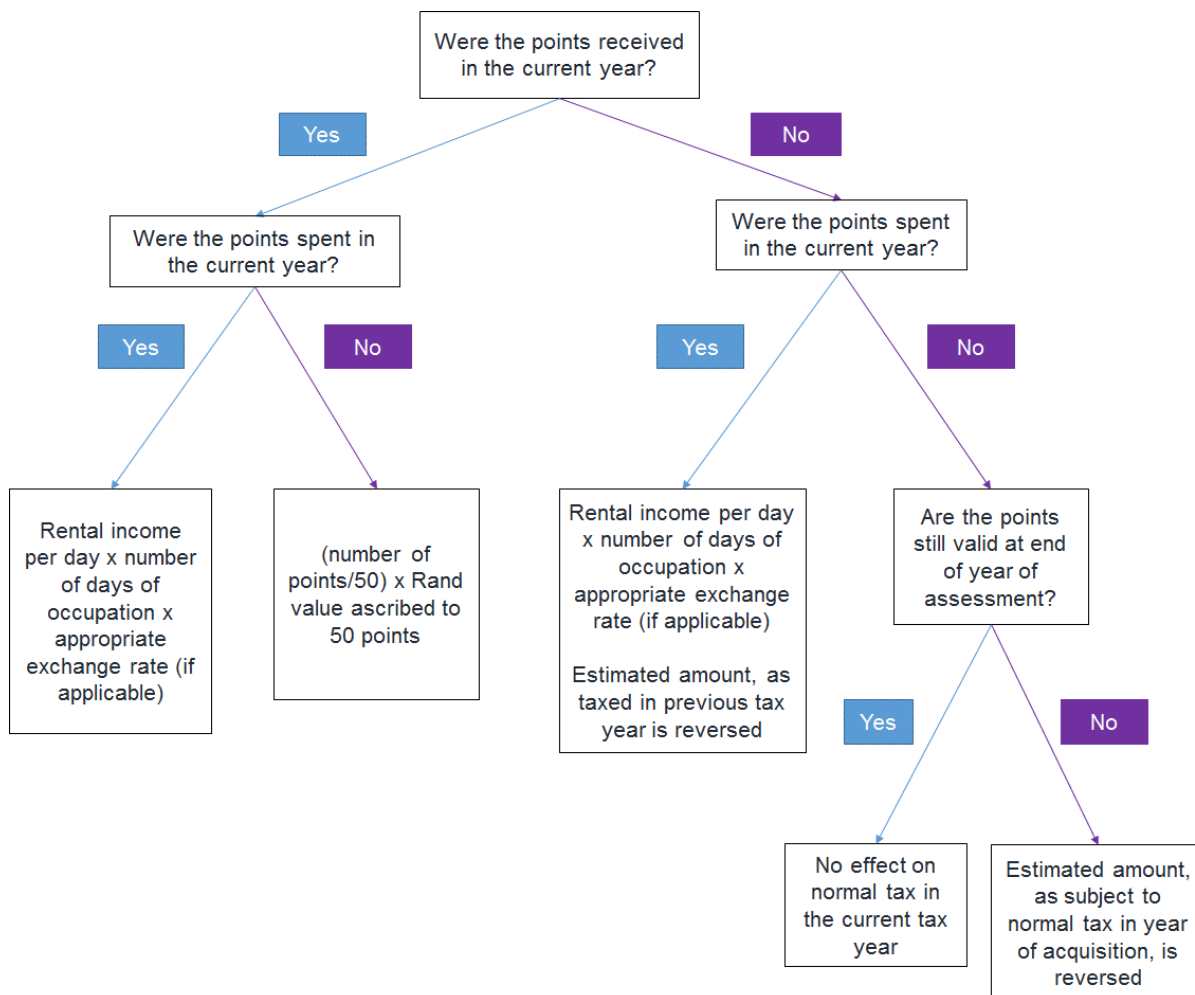 Were the points received
in the current year?
Yes
No
Were the points spent in
the current year?
Were the points spent
in the current year?
Yes
No
Yes
No
Rental income
per day x number
of days of
occupation x
appropriate
exchange rate (if
applicable)
(number of
points/50) x Rand
value ascribed to
50 points
Rental income per day
x number of days of
occupation x
appropriate exchange
rate (if applicable)
Estimated amount, as
taxed in previous tax
year is reversed
Are the points
still valid at end
of year of
assessment?
Yes
No
No effect on
normal tax in
the current tax
year
Estimated amount,
as subject to
normal tax in year
of acquisition, is
reversed